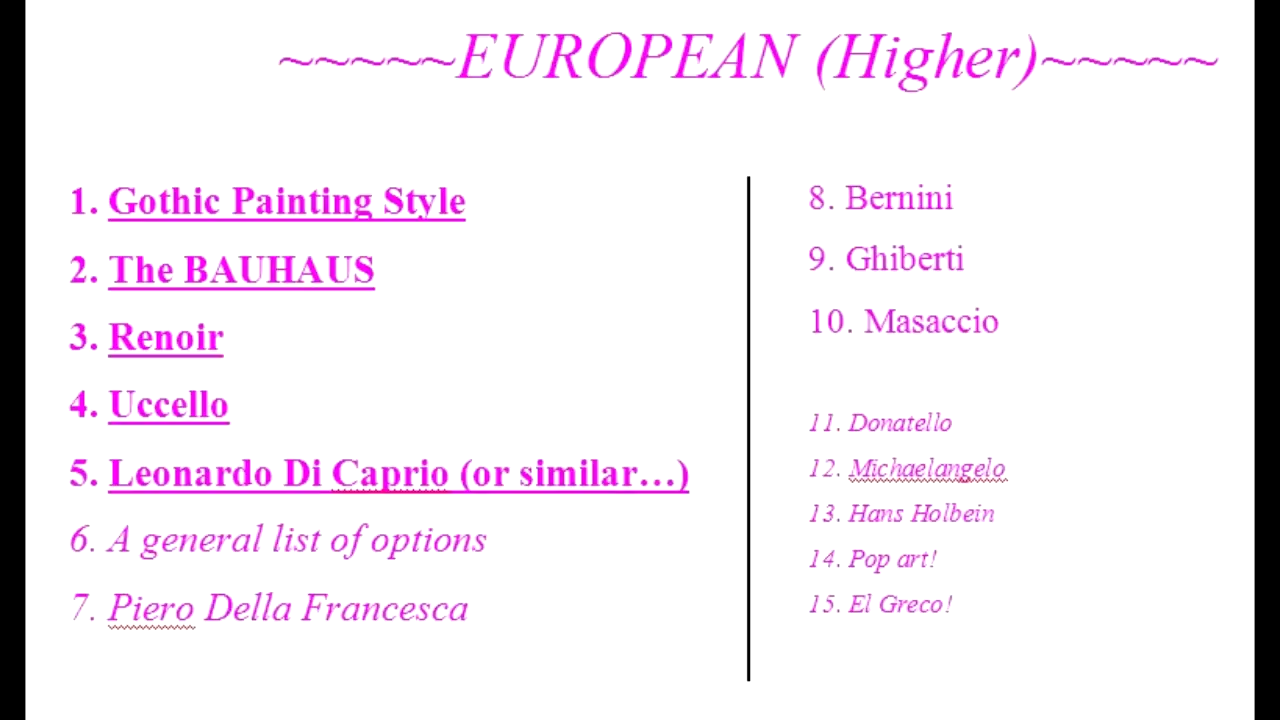 ~~~~~EUROPEAN (Higher)~~~~~
1. Gothic Painting Style
2. The BAUHAUS
3. Renoir
4. Uccello
5. Leonardo Di Caprio (or similar…)
6. A general list of options
7. Piero Della Francesca
8. Bernini
9. Ghiberti
10. Masaccio
11. Donatello
12. Michaelangelo
13. Hans Holbein
14. Pop art!
15. El Greco!